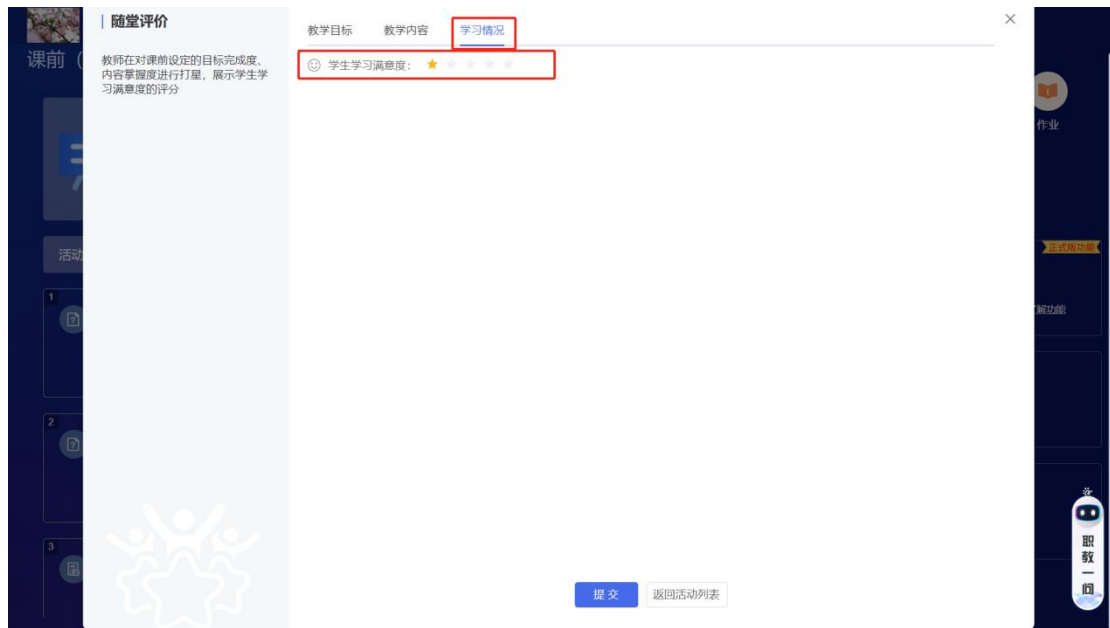 随堂评价
教师在对课前设定的目标完成度、
内容掌握度进行打星，展示学生学
习满意度的评分
教学目标 教学内容 学习情况
学生学习满意度：
提交 返回活动列表
课前（
活动
1
2
3
作业
正式版功能
解功能
职教一问